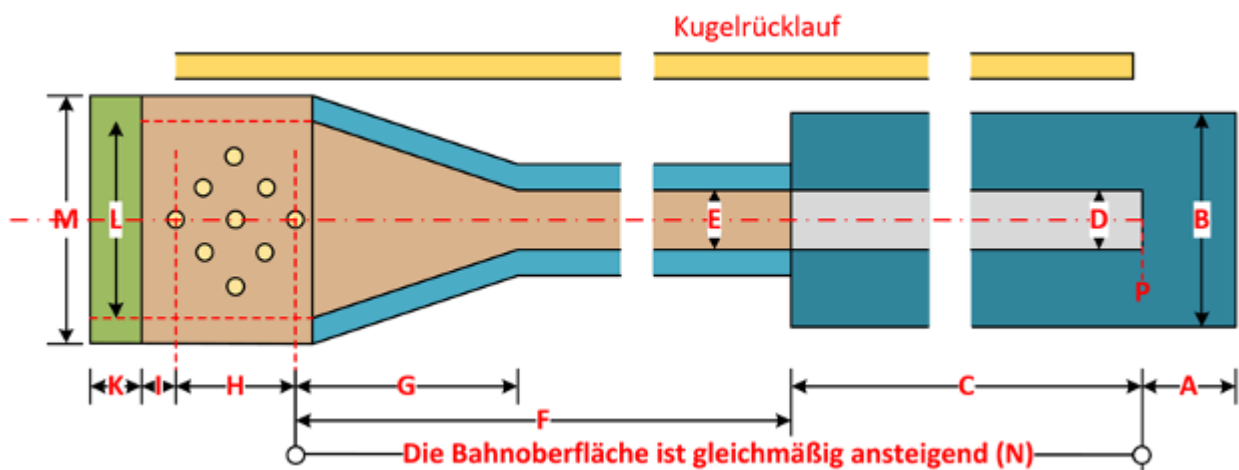 Kugelrücklauf
M
L
E
D
B
P
K
I
H
G
C
A
F
Die Bahnoberfläche ist gleichmäßig ansteigend (N)